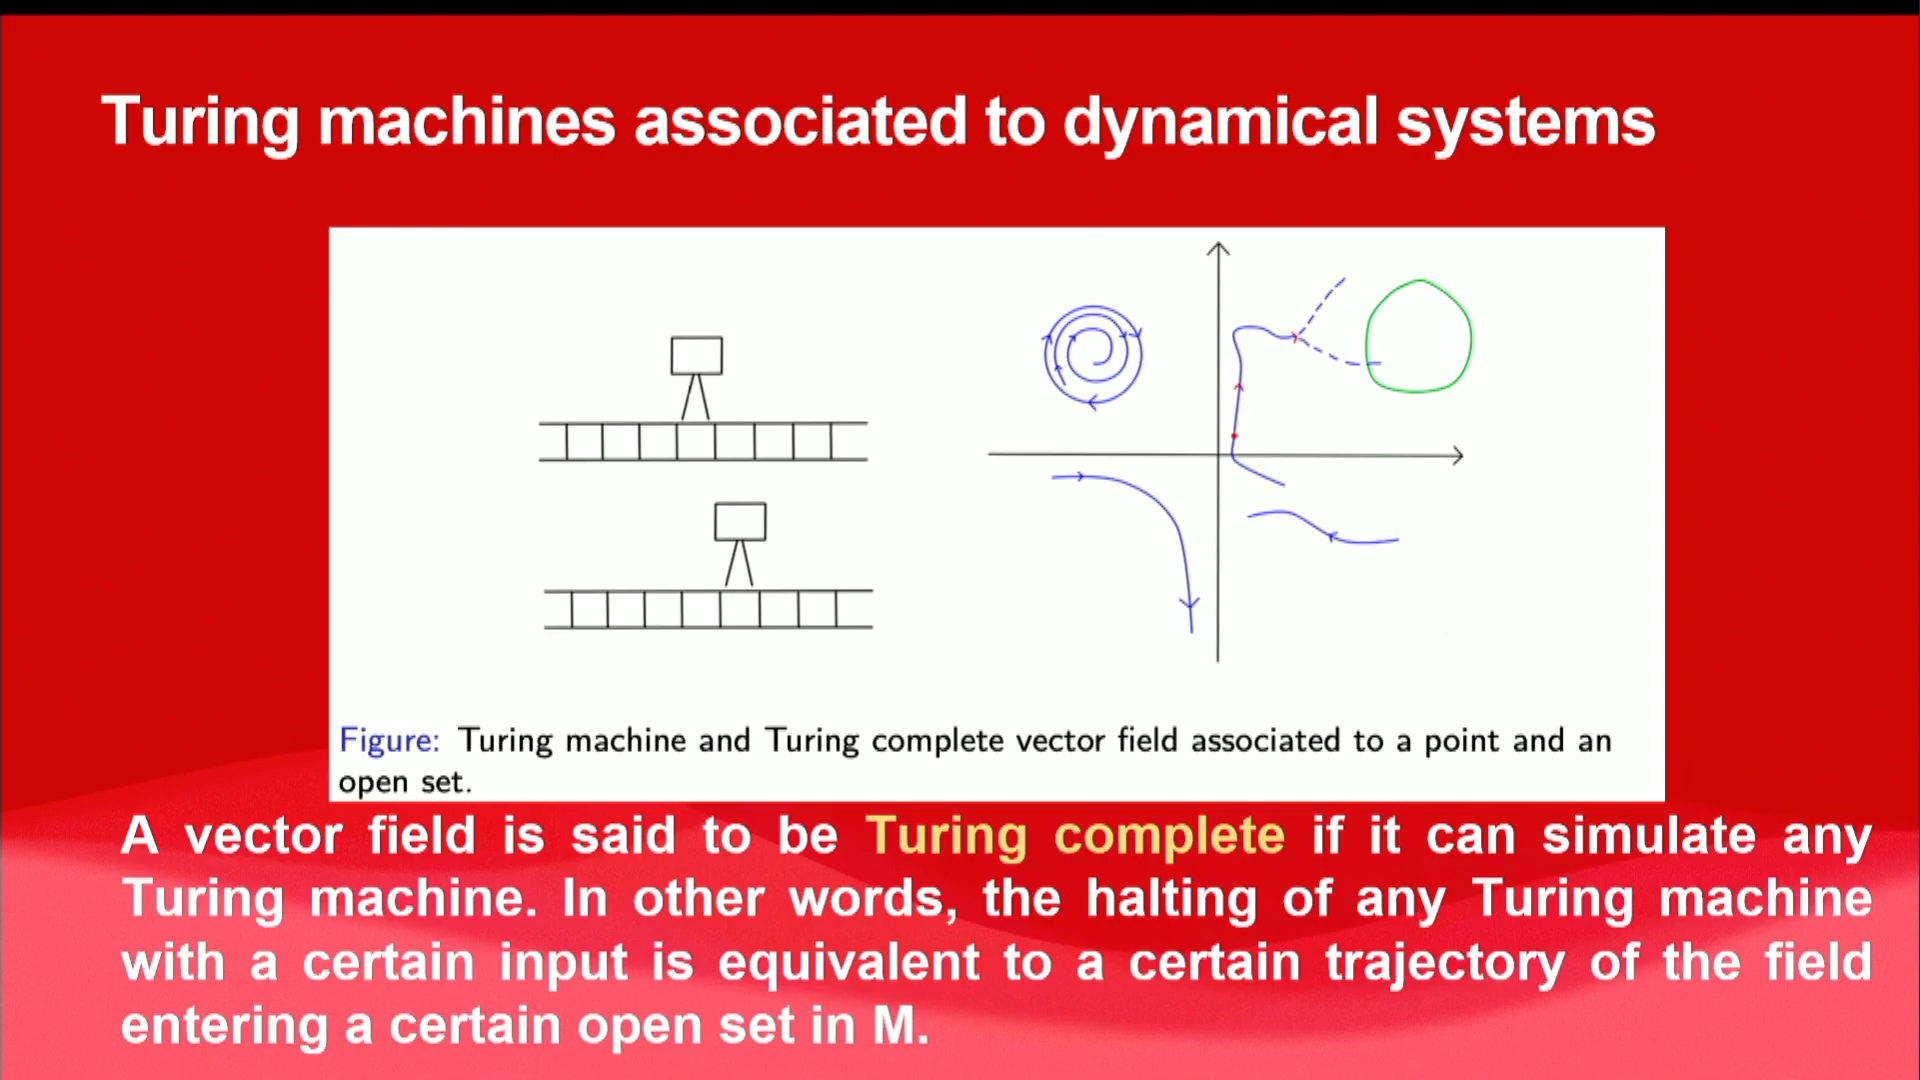 Turing machines associated to dynamical systems
Figure: Turing machine and Turing complete vector field associated to a point and an
open set.
A vector field is said to be Turing complete if it can simulate any
Turing machine. In other words, the halting of any Turing machine
with a certain input is equivalent to a certain trajectory of the field
entering a certain open set in M.